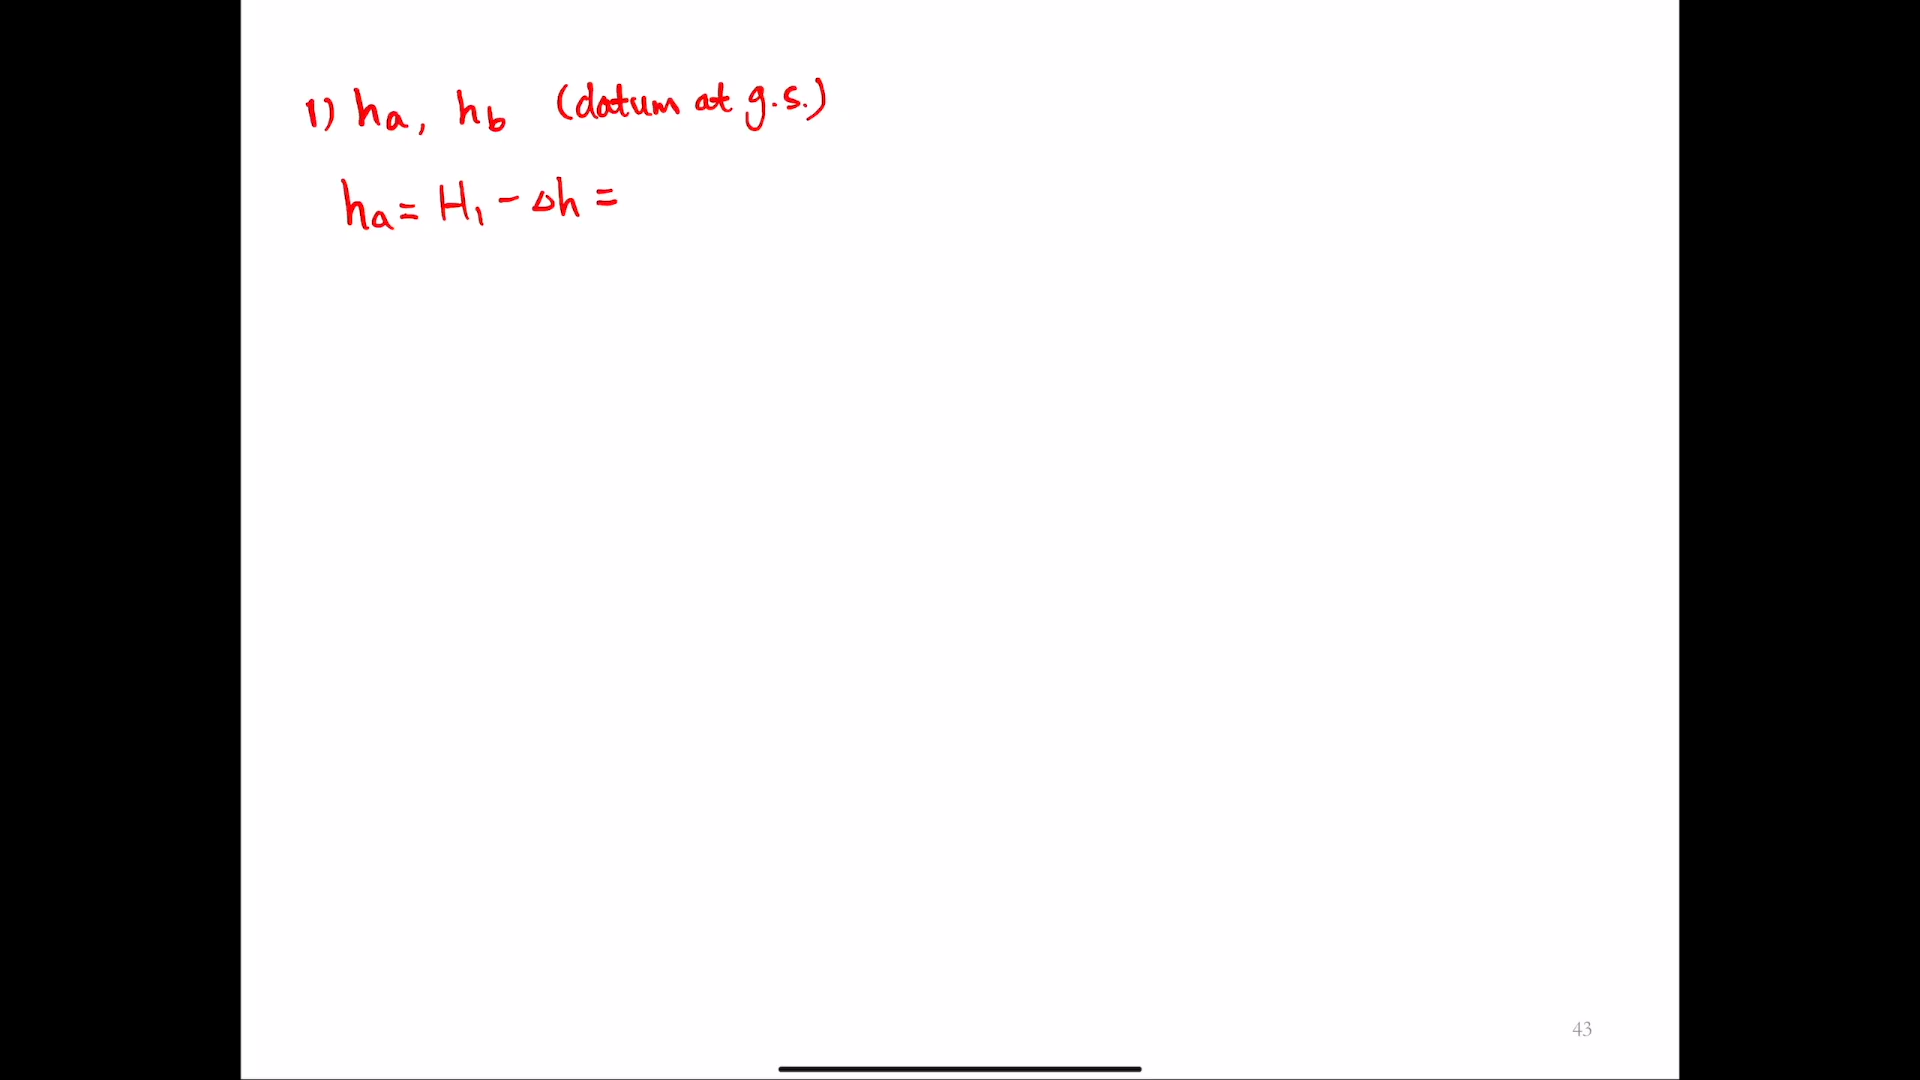 1) ha, hb (datum at g.s.)
ha = H₁ - Δh =
43